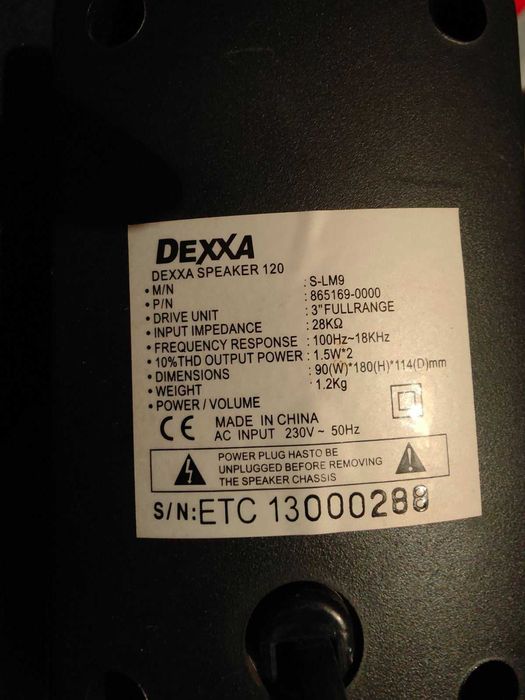 DEXXA
DEXXA SPEAKER 120
• M/N : S-LM9
• P/N : 865169-0000
• DRIVE UNIT : 3" FULLRANGE
• INPUT IMPEDANCE : 28KΩ
• FREQUENCY RESPONSE : 100Hz~18KHz
• 10%THD OUTPUT POWER : 1.5W*2
• DIMENSIONS : 90(W)*180(H)*114(D)mm
• WEIGHT : 1.2Kg
• POWER / VOLUME
CE MADE IN CHINA
AC INPUT 230V ~ 50Hz
POWER PLUG HASTO BE
UNPLUGGED BEFORE REMOVING
THE SPEAKER CHASSIS
S/N: ETC 13000288